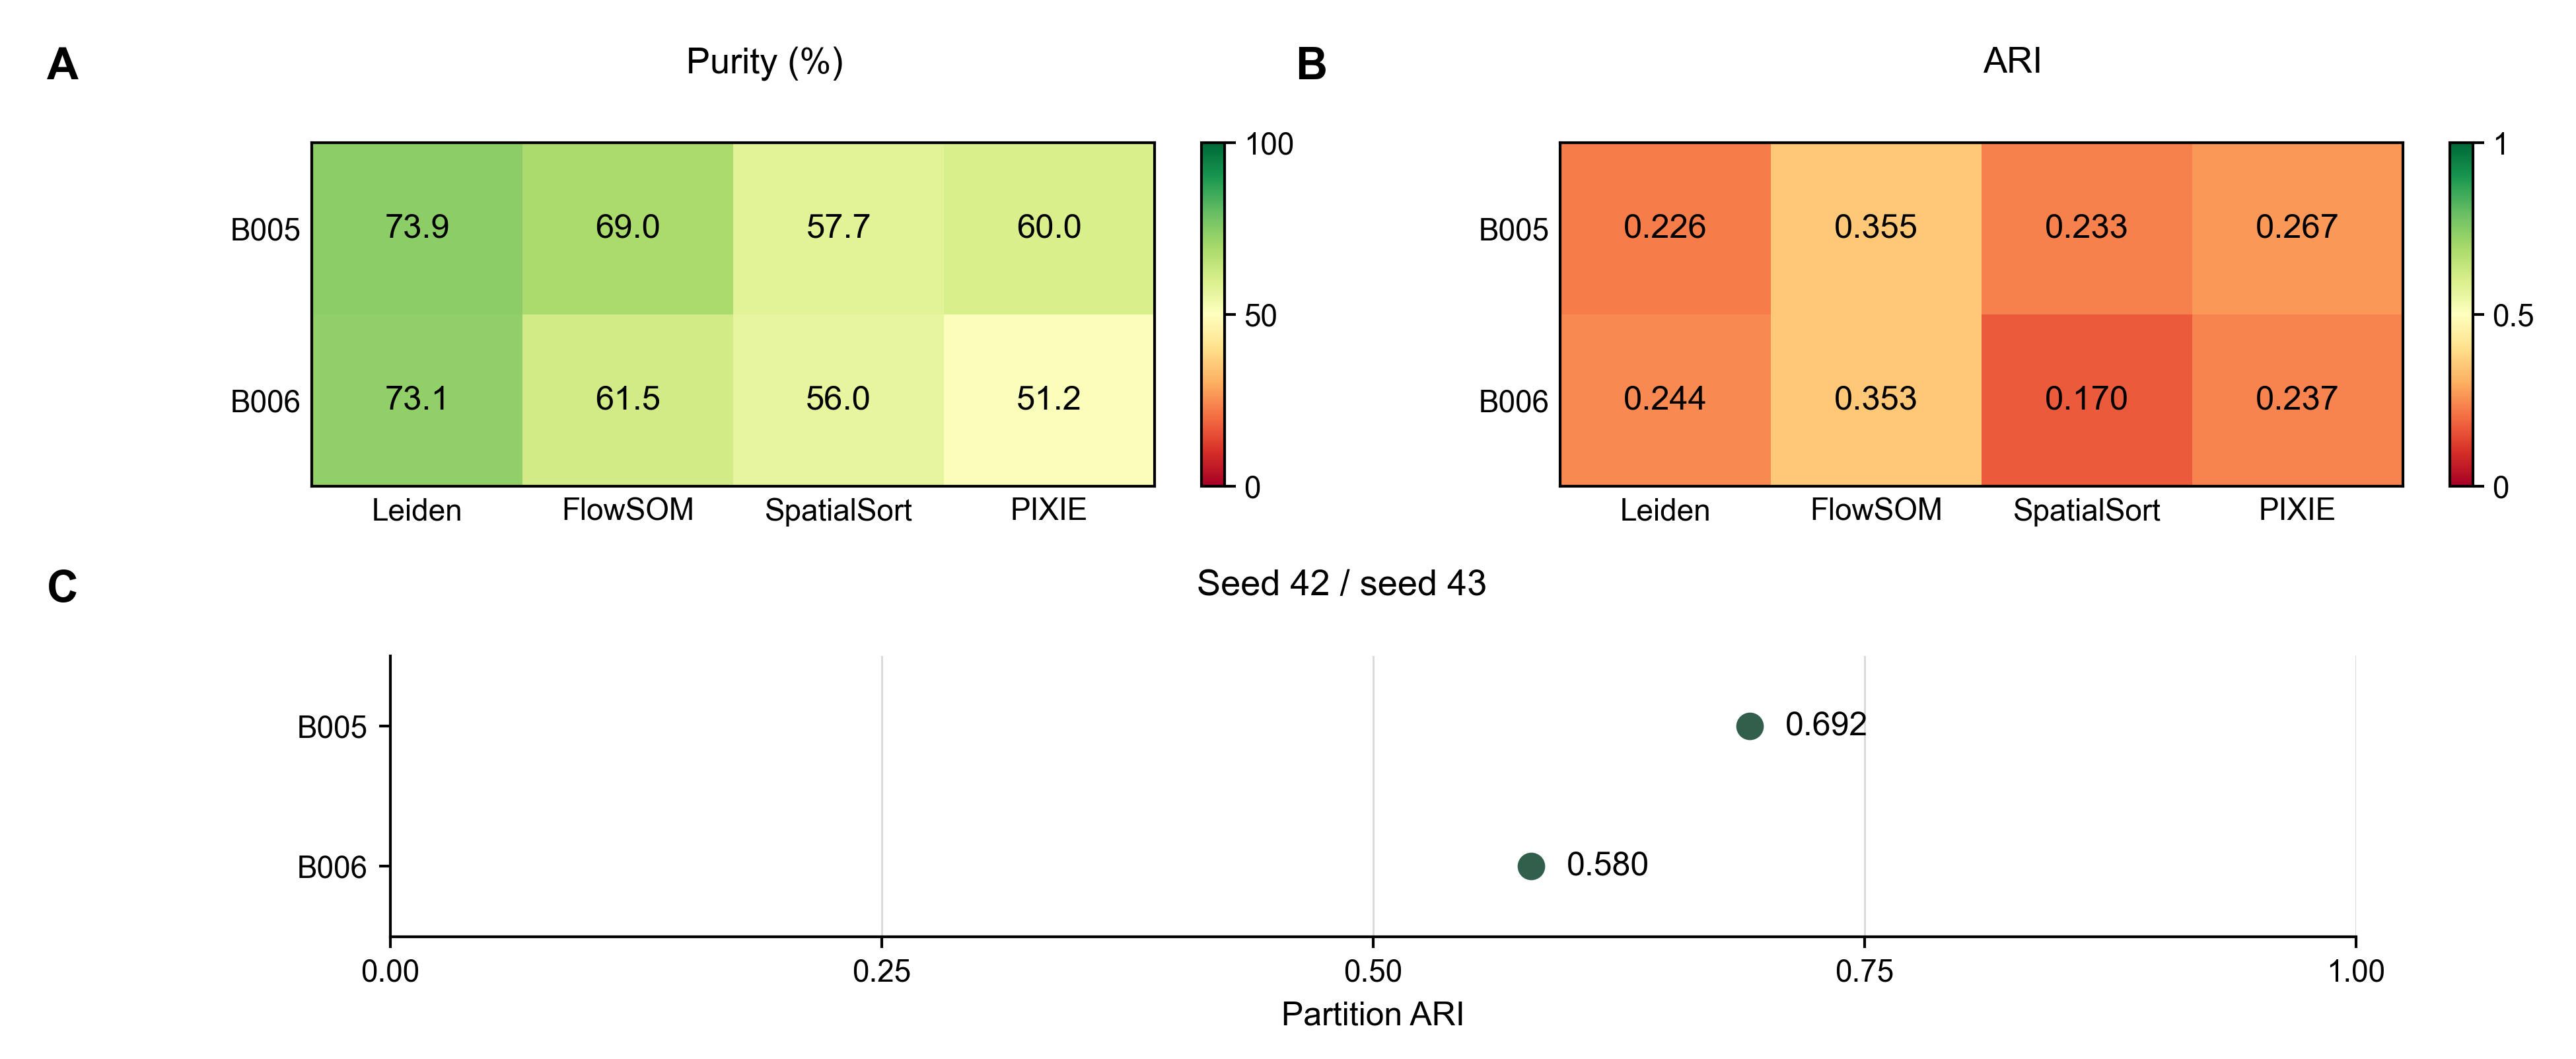 A
Purity (%)
100
B005
73.9
69.0
57.7
60.0
50
B006
73.1
61.5
56.0
51.2
0
Leiden
FlowSOM
SpatialSort
PIXIE
B
ARI
1
B005
0.226
0.355
0.233
0.267
0.5
B006
0.244
0.353
0.170
0.237
0
Leiden
FlowSOM
SpatialSort
PIXIE
C
Seed 42 / seed 43
B005
0.692
B006
0.580
0.00
0.25
0.50
0.75
1.00
Partition ARI